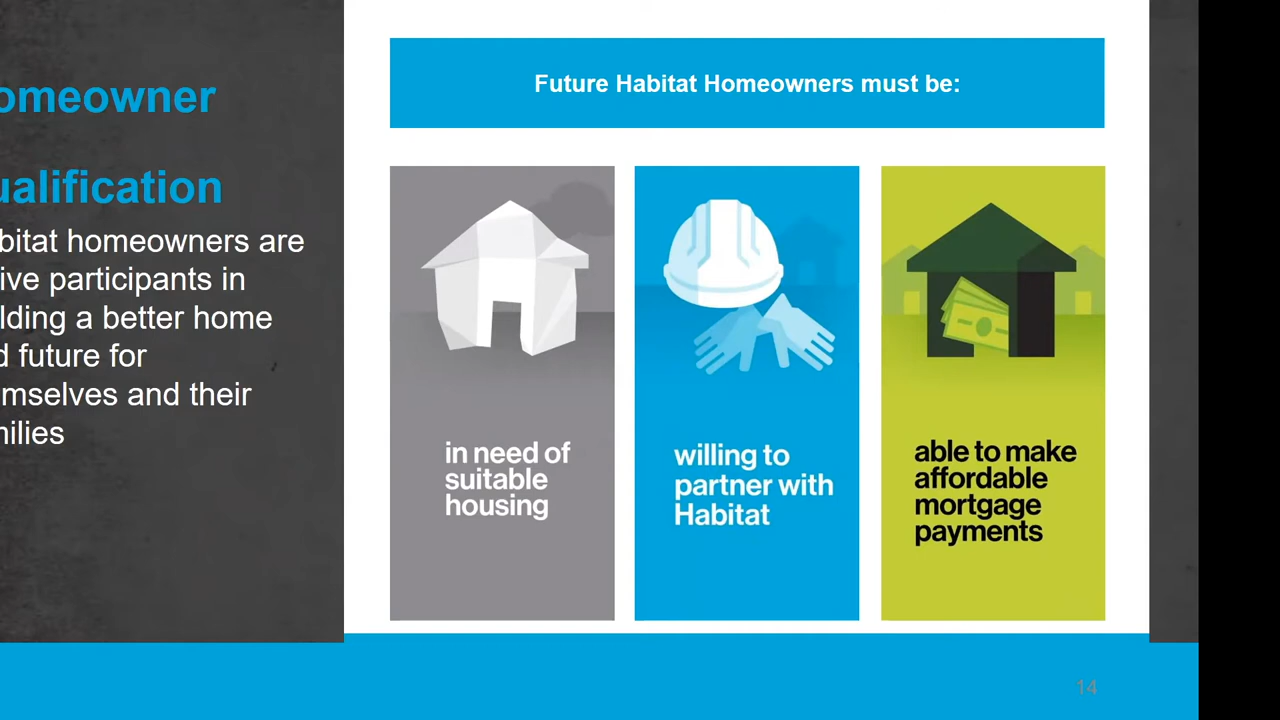 omeowner
ualification
bitat homeowners are
ive participants in
lding a better home
d future for
mselves and their
nilies
Future Habitat Homeowners must be:
in need of
suitable
housing
willing to
partner with
Habitat
able to make
affordable
mortgage
payments
14